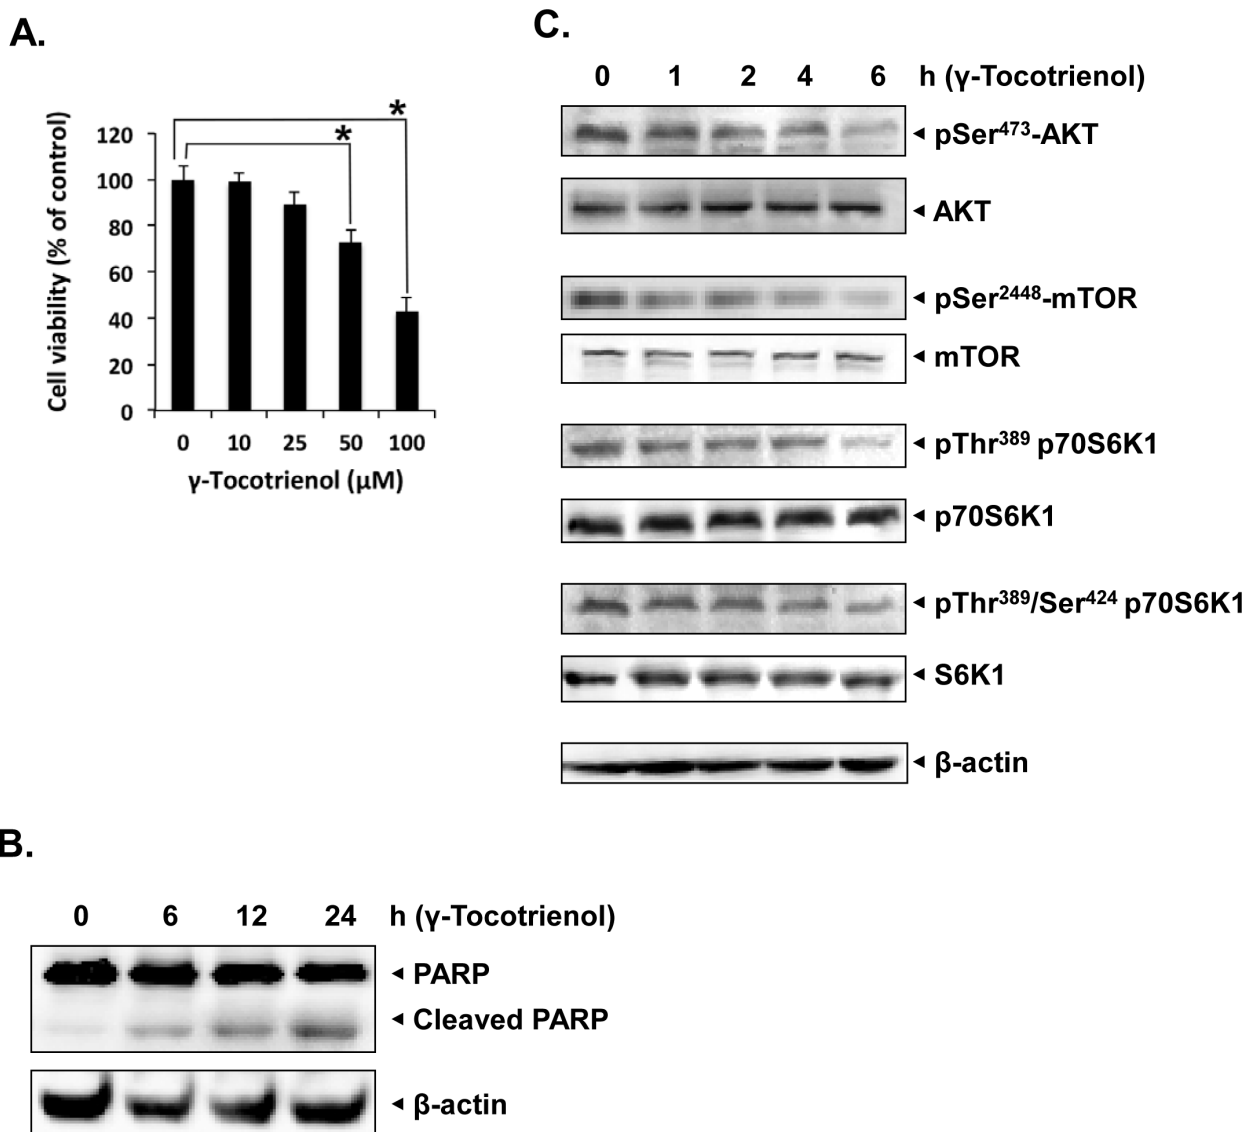 A.
Cell viability (% of control)
120
100
80
60
40
20
0
*
*
0 10 25 50 100
γ-Tocotrienol (μM)
C.
0 1 2 4 6 h (γ-Tocotrienol)
pSer473-AKT
AKT
pSer2448-mTOR
mTOR
pThr389 p70S6K1
p70S6K1
pThr389/Ser424 p70S6K1
S6K1
β-actin
B.
0 6 12 24 h (γ-Tocotrienol)
PARP
Cleaved PARP
β-actin